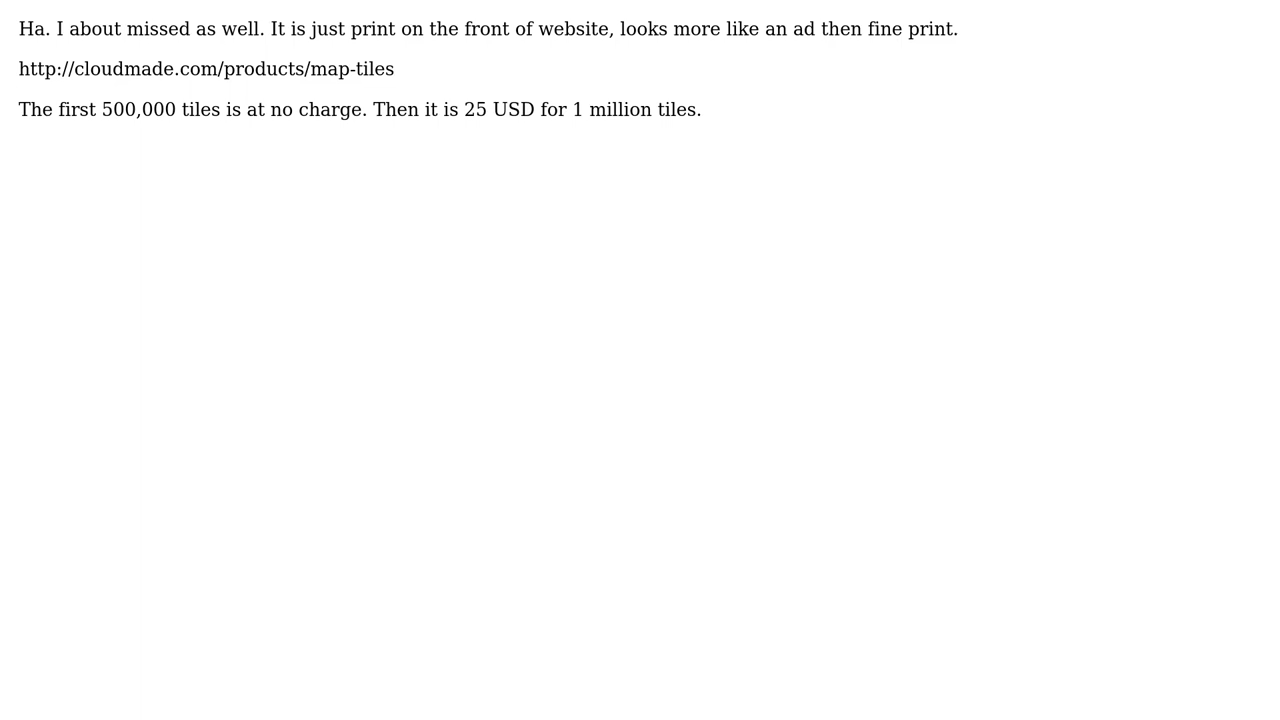 Ha. I about missed as well. It is just print on the front of website, looks more like an ad then fine print.
http://cloudmade.com/products/map-tiles
The first 500,000 tiles is at no charge. Then it is 25 USD for 1 million tiles.